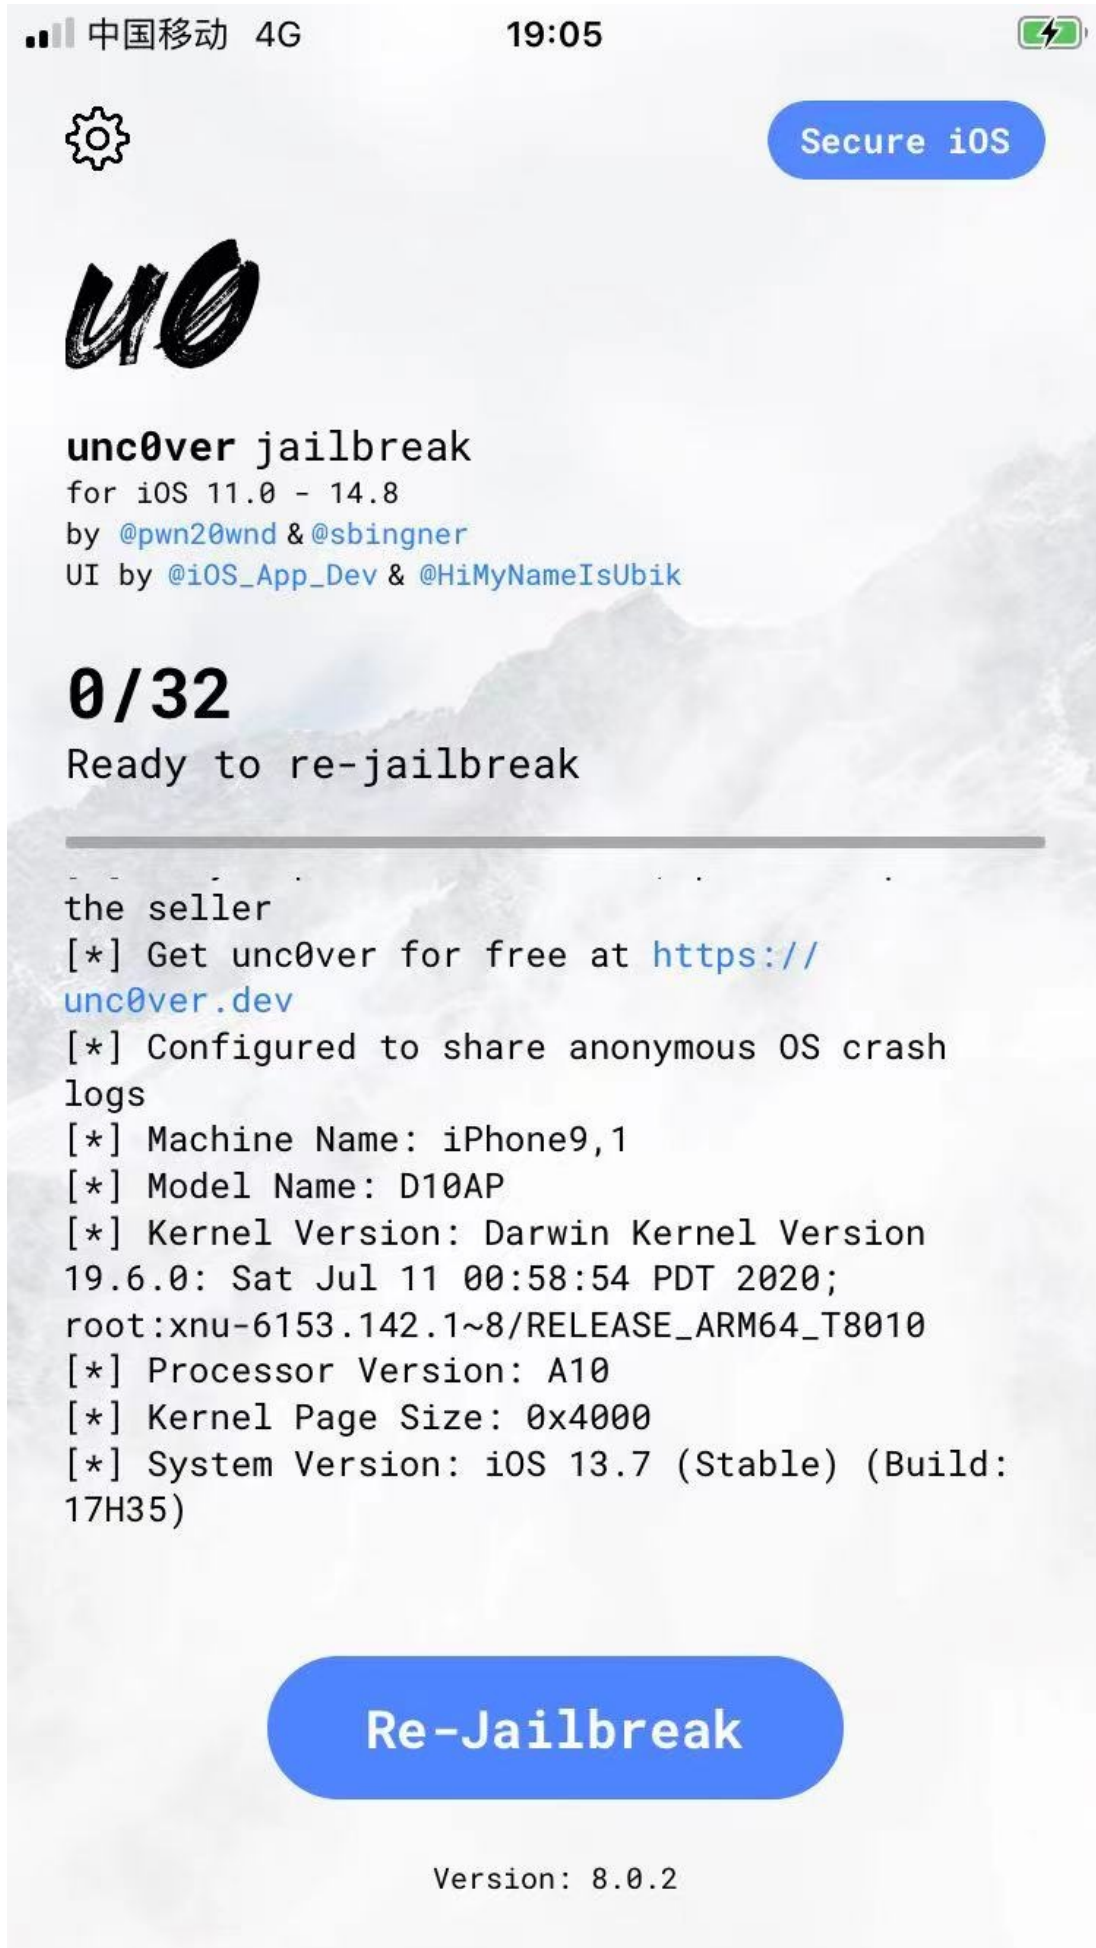 中国移动 4G 19:05
Secure iOS
u0
unc0ver jailbreak
for iOS 11.0 - 14.8
by @pwn20wnd & @sbingner
UI by @iOS_App_Dev & @HiMyNameIsUbik
0/32
Ready to re-jailbreak
the seller
[*] Get unc0ver for free at https://
unc0ver.dev
[*] Configured to share anonymous OS crash
logs
[*] Machine Name: iPhone9,1
[*] Model Name: D10AP
[*] Kernel Version: Darwin Kernel Version
19.6.0: Sat Jul 11 00:58:54 PDT 2020;
root:xnu-6153.142.1~8/RELEASE_ARM64_T8010
[*] Processor Version: A10
[*] Kernel Page Size: 0x4000
[*] System Version: iOS 13.7 (Stable) (Build:
17H35)
Re-Jailbreak
Version: 8.0.2